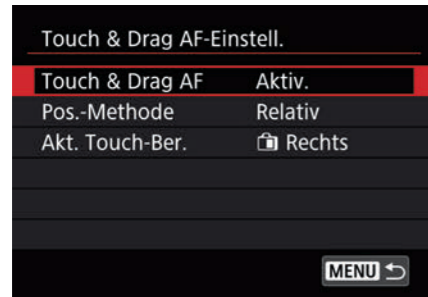 Touch & Drag AF-Einstell.
Touch & Drag AF Aktiv.
Pos.-Methode Relativ
Akt. Touch-Ber. Rechts
MENU